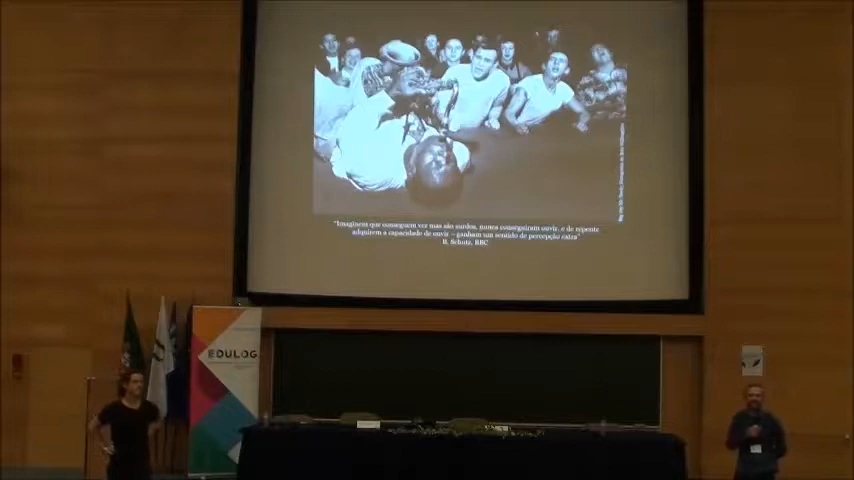 "Imaginem que conseguem ver mas são surdos, nunca conseguiram ouvir, e de repente
adquirem a capacidade de ouvir – ganham um sentido de percepção extra"
B. Schutz, BBC
EDULOG